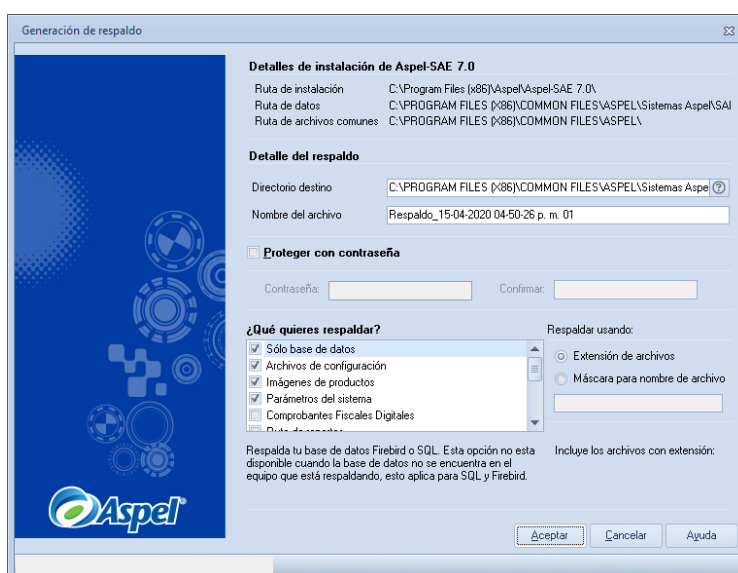 Generación de respaldo
Detalles de instalación de Aspel-SAE 7.0
Ruta de instalación C:\Program Files (x86)\Aspel\Aspel-SAE 7.0\
Ruta de datos C:\PROGRAM FILES (X86)\COMMON FILES\ASPEL\Sistemas Aspel\SAI
Ruta de archivos comunes C:\PROGRAM FILES (X86)\COMMON FILES\ASPEL\
Detalle del respaldo
Directorio destino C:\PROGRAM FILES (X86)\COMMON FILES\ASPEL\Sistemas Aspe
Nombre del archivo Respaldo_15-04-2020 04-50-26 p. m. 01
Proteger con contraseña
Contraseña: Confirmar:
¿Qué quieres respaldar? Respaldar usando:
Sólo base de datos
Archivos de configuración Extensión de archivos
Imágenes de productos
Parámetros del sistema Máscara para nombre de archivo
Comprobantes Fiscales Digitales
Respalda tu base de datos Firebird o SQL. Esta opción no esta Incluye los archivos con extensión:
disponible cuando la base de datos no se encuentra en el
equipo que está respaldando, esto aplica para SQL y Firebird.
Aspel®
Aceptar Cancelar Ayuda